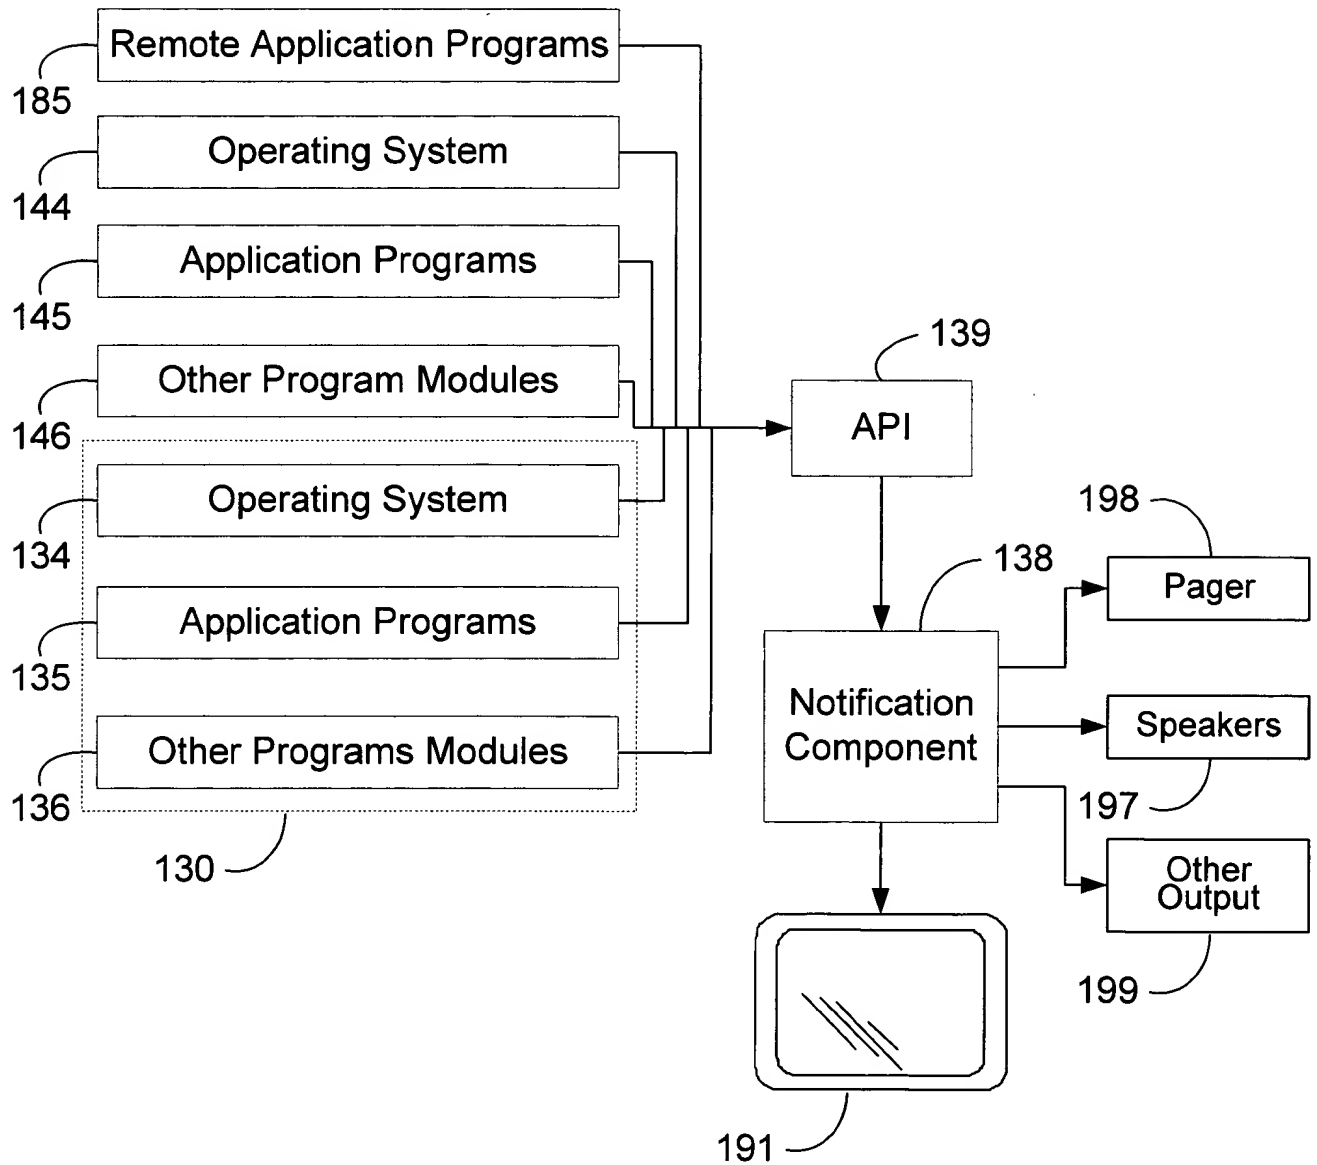 Remote Application Programs
185
Operating System
144
Application Programs
145
Other Program Modules
146
Operating System
134
Application Programs
135
Other Programs Modules
136
130
139
API
138
Notification
Component
198
Pager
Speakers
197
Other
Output
199
191